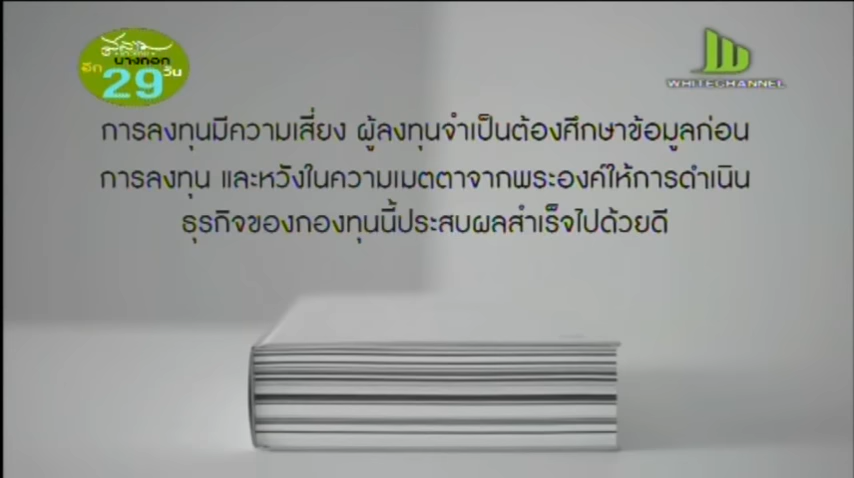 อีก
บางกอก
29
วัน
WHITECHANNEL
การลงทุนมีความเสี่ยง ผู้ลงทุนจำเป็นต้องศึกษาข้อมูลก่อน
การลงทุน และหวังในความเมตตาจากพระองค์ให้การดำเนิน
ธุรกิจของกองทุนนี้ประสบผลสำเร็จไปด้วยดี